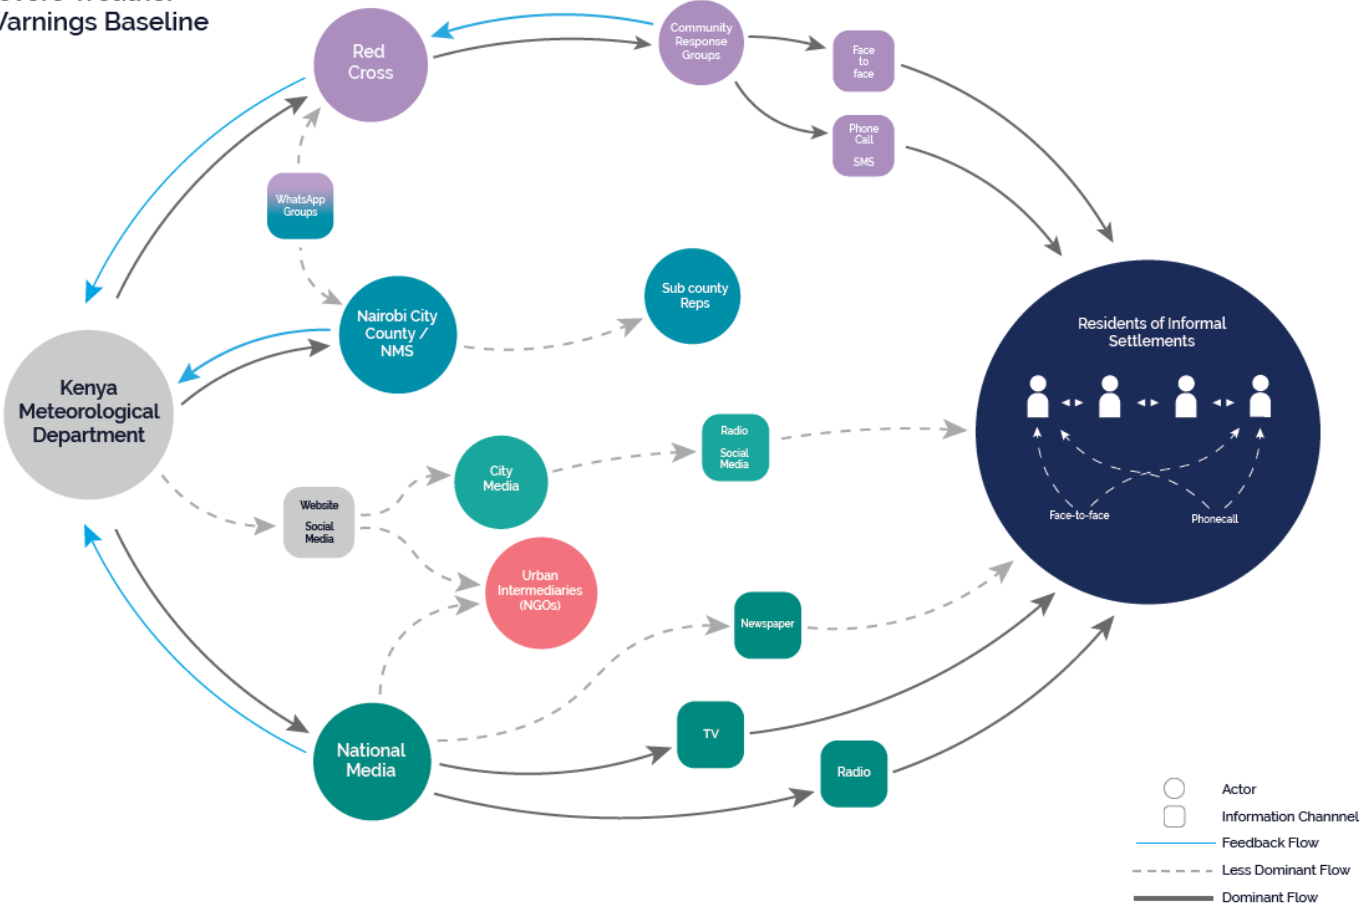 Warnings Baseline
Red
Cross
Community
Response
Groups
Face
to
face
Phone
Call
SMS
WhatsApp
Groups
Nairobi City
County /
NMS
Sub county
Reps
Residents of Informal
Settlements
Face-to-face
Phonecall
Kenya
Meteorological
Department
City
Media
Radio
Social
Media
Website
Social
Media
Urban
Intermediaries
(NGOs)
Newspaper
National
Media
TV
Radio
Actor
Information Channnel
Feedback Flow
Less Dominant Flow
Dominant Flow